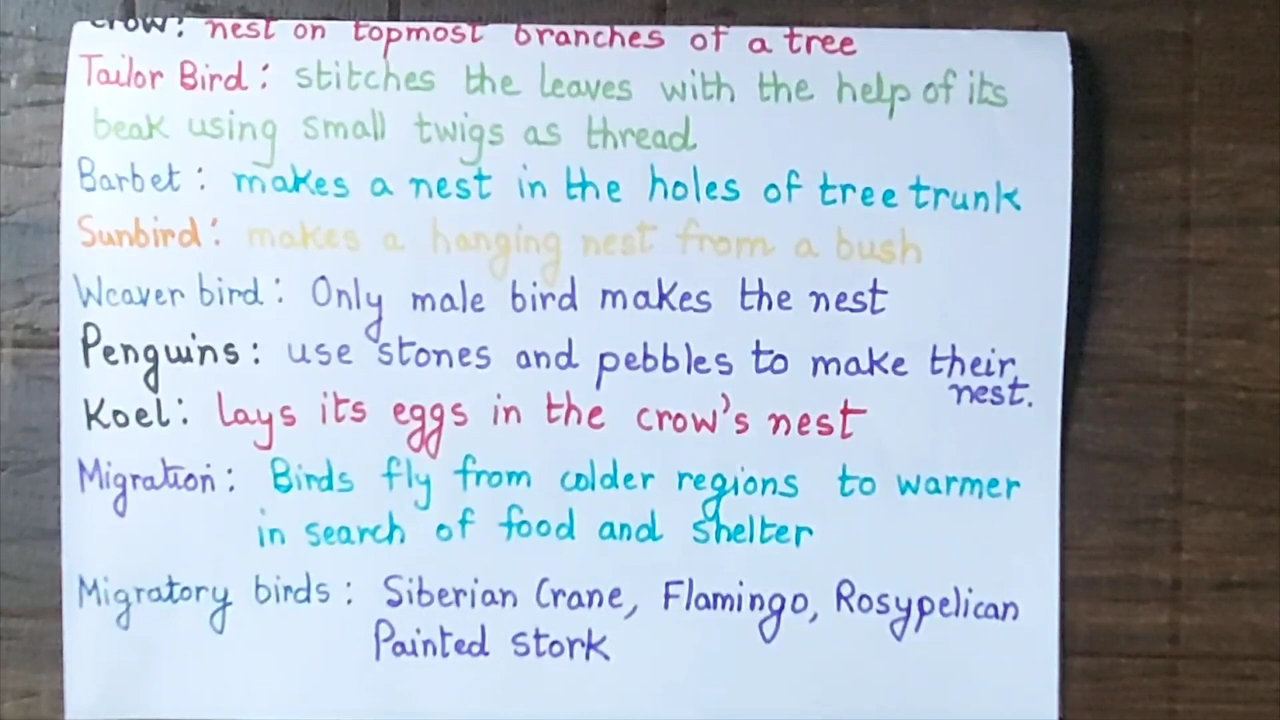 Crow: nest on topmost branches of a tree
Tailor Bird: stitches the leaves with the help of its
beak using small twigs as thread.
Barbet: makes a nest in the holes of tree trunk
Sunbird: makes a hanging nest from a bush
Weaver bird: Only male bird makes the nest
Penguins: use stones and pebbles to make their
nest.
Koel: lays its eggs in the crow's nest
Migration: Birds fly from colder regions to warmer
in search of food and shelter
Migratory birds: Siberian Crane, Flamingo, Rosypelican
Painted stork